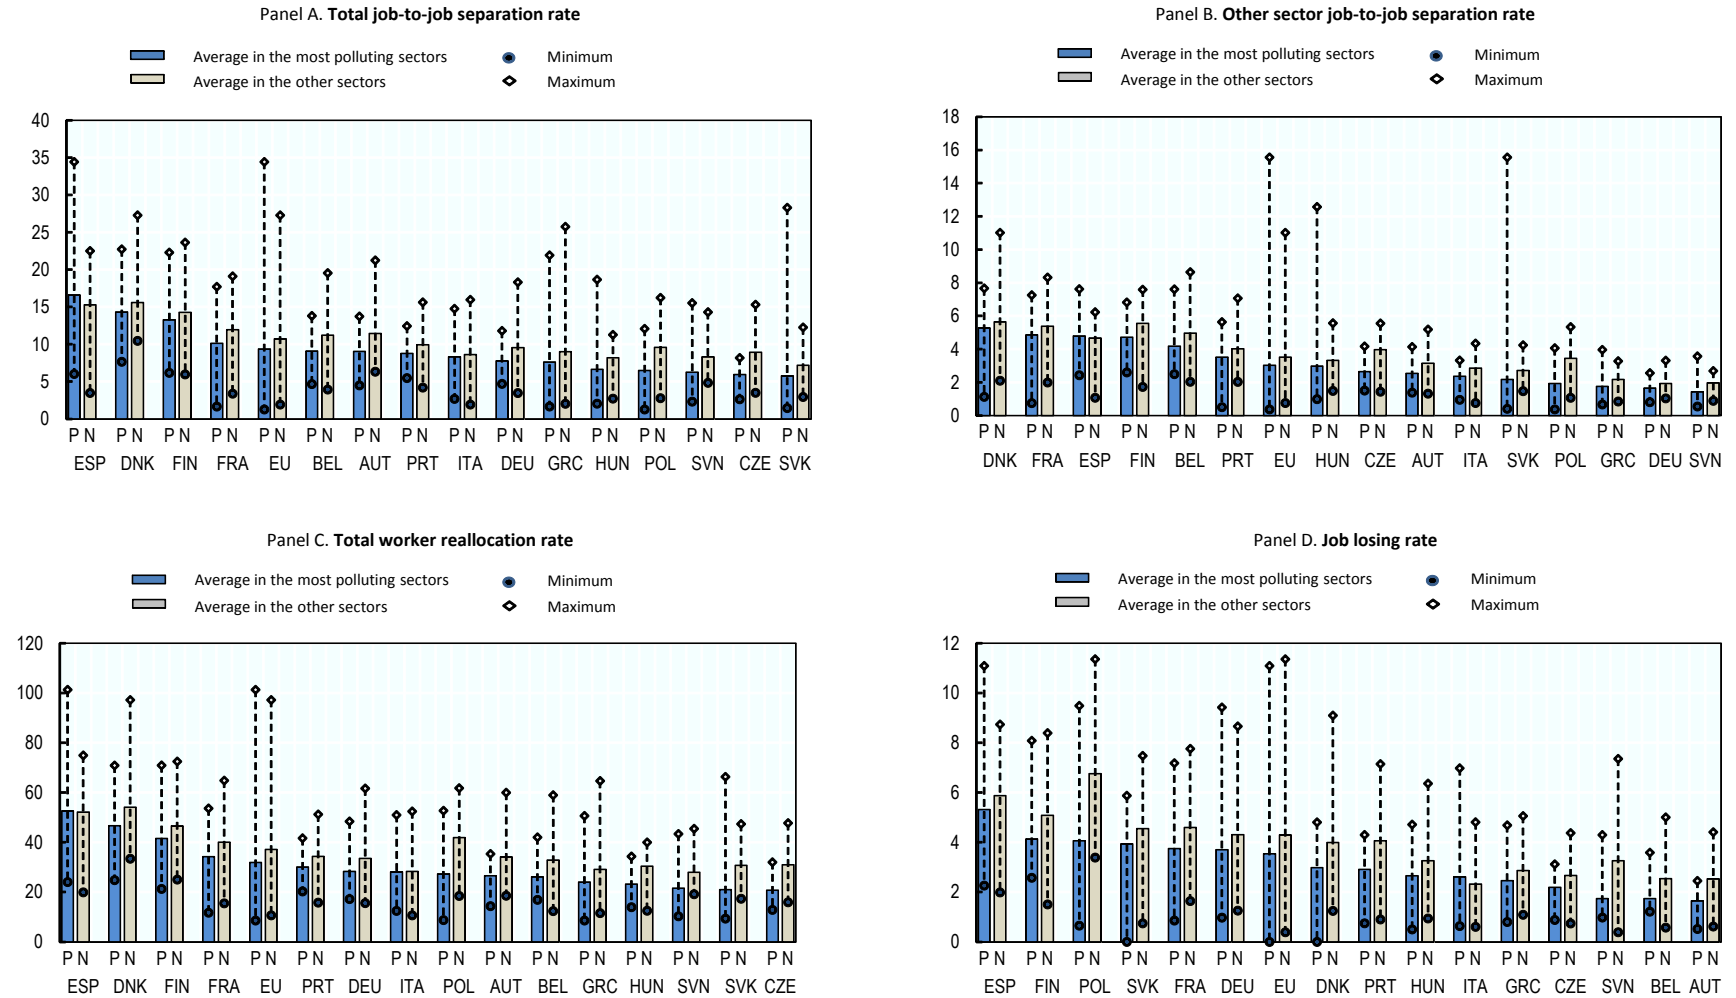 Panel A. Total job-to-job separation rate
Average in the most polluting sectors Minimum
Average in the other sectors Maximum
40
35
30
25
20
15
10
5
0
P N P N P N P N P N P N P N P N P N P N P N P N P N P N P N P N
ESP DNK FIN FRA EU BEL AUT PRT ITA DEU GRC HUN POL SVN CZE SVK
Panel B. Other sector job-to-job separation rate
Average in the most polluting sectors Minimum
Average in the other sectors Maximum
18
16
14
12
10
8
6
4
2
0
P N P N P N P N P N P N P N P N P N P N P N P N P N P N P N P N
DNK FRA ESP FIN BEL PRT EU HUN CZE AUT ITA SVK POL GRC DEU SVN
Panel C. Total worker reallocation rate
Average in the most polluting sectors Minimum
Average in the other sectors Maximum
120
100
80
60
40
20
0
P N P N P N P N P N P N P N P N P N P N P N P N P N P N P N P N
ESP DNK FIN FRA EU PRT DEU ITA POL AUT BEL GRC HUN SVN SVK CZE
Panel D. Job losing rate
Average in the most polluting sectors Minimum
Average in the other sectors Maximum
12
10
8
6
4
2
0
P N P N P N P N P N P N P N P N P N P N P N P N P N P N P N P N
ESP FIN POL SVK FRA DEU EU DNK PRT HUN ITA GRC CZE SVN BEL AUT